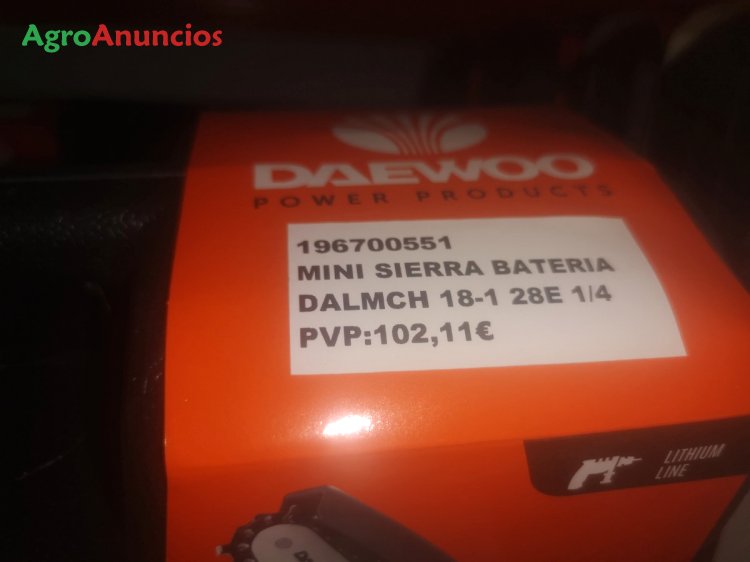 AgroAnuncios
DAEWOO
POWER PRODUCTS
196700551
MINI SIERRA BATERIA
DALMCH 18-1 28E 1/4
PVP:102,11€
LITHIUM
LINE